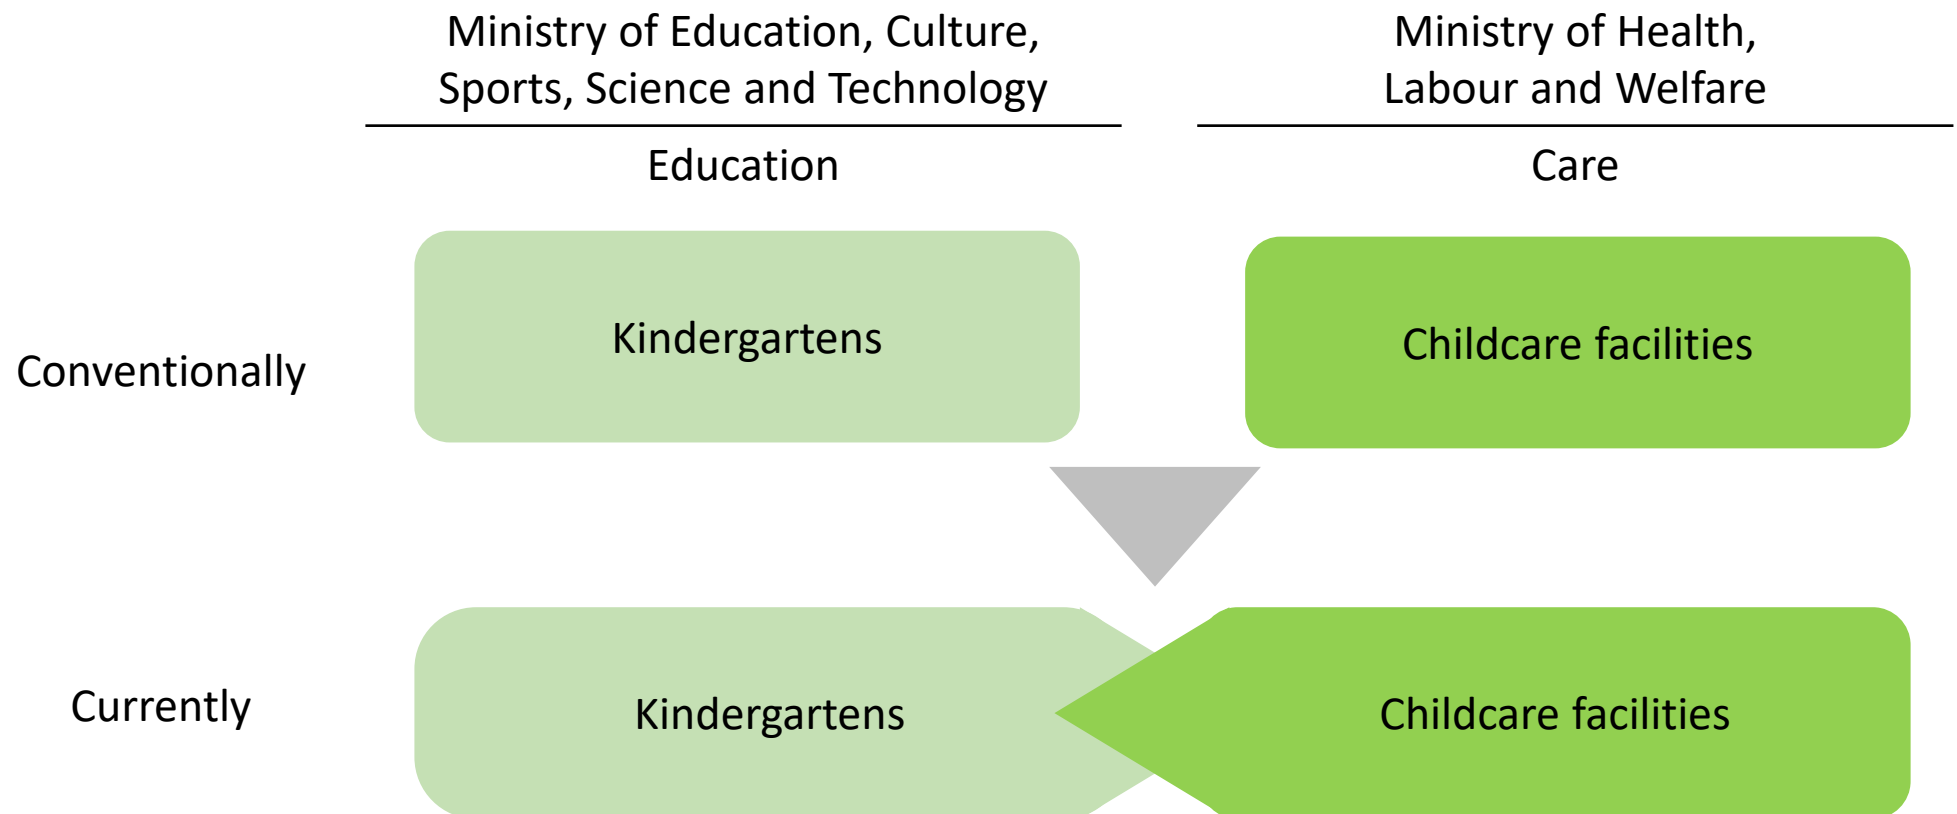 Ministry of Education, Culture,
Sports, Science and Technology
Ministry of Health,
Labour and Welfare
Education
Care
Conventionally
Kindergartens
Childcare facilities
Currently
Kindergartens
Childcare facilities